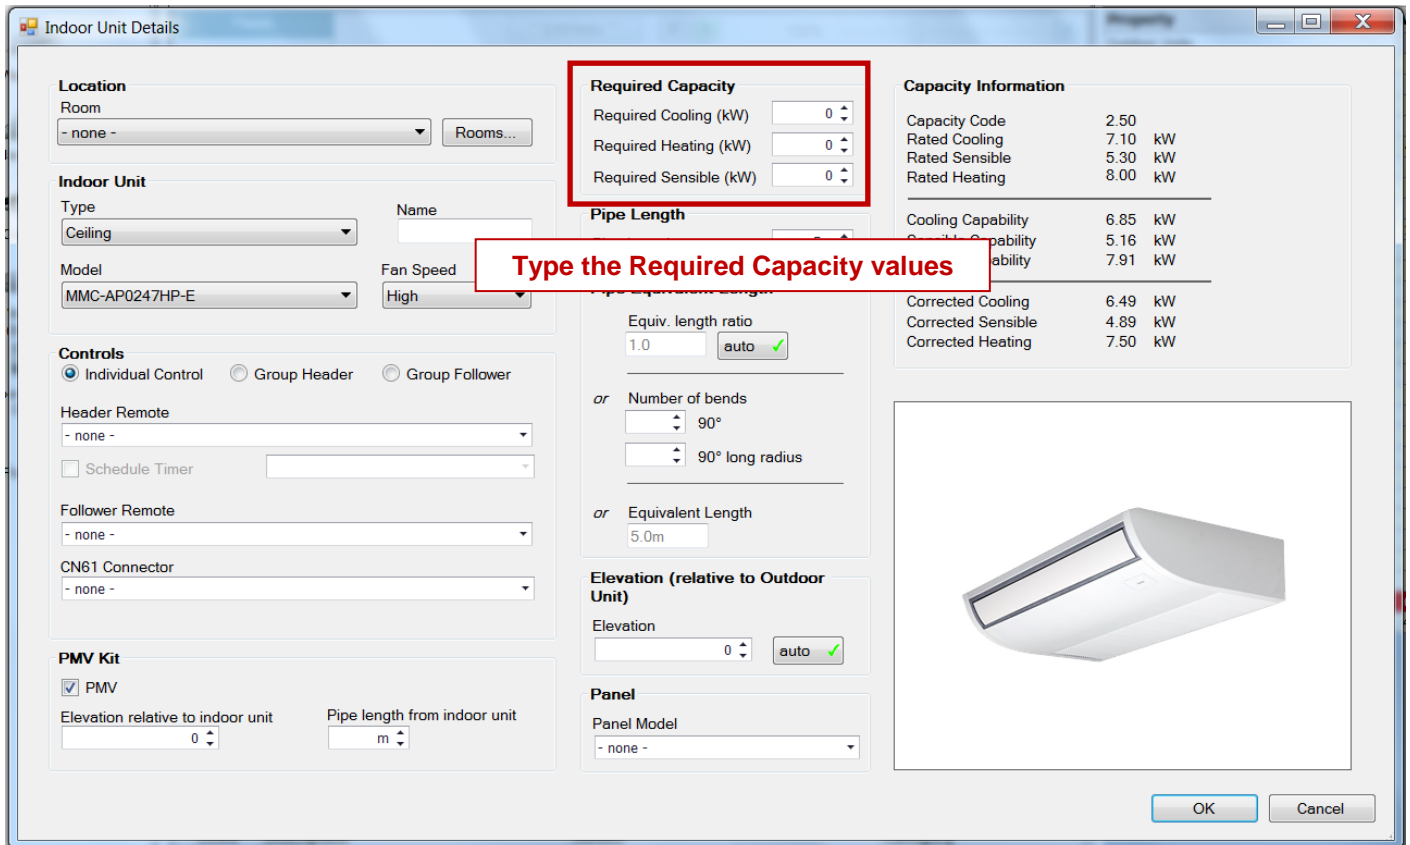 Indoor Unit Details
Location
Room
- none -
Rooms...
Indoor Unit
Type
Name
Ceiling
Model
Fan Speed
MMC-AP0247HP-E
High
Controls
Individual Control
Group Header
Group Follower
Header Remote
- none -
Schedule Timer
Follower Remote
- none -
CN61 Connector
- none -
PMV Kit
PMV
Elevation relative to indoor unit
Pipe length from indoor unit
0
m
Required Capacity
Required Cooling (kW) 0
Required Heating (kW) 0
Required Sensible (kW) 0
Pipe Length
Type the Required Capacity values
Pipe Equivalent Length
Equiv. length ratio
1.0
auto
or Number of bends
90°
90° long radius
or Equivalent Length
5.0m
Elevation (relative to Outdoor
Unit)
Elevation
0
auto
Panel
Panel Model
- none -
Capacity Information
Capacity Code 2.50
Rated Cooling 7.10 kW
Rated Sensible 5.30 kW
Rated Heating 8.00 kW
Cooling Capability 6.85 kW
Sensible Capability 5.16 kW
ability 7.91 kW
Corrected Cooling 6.49 kW
Corrected Sensible 4.89 kW
Corrected Heating 7.50 kW
OK
Cancel